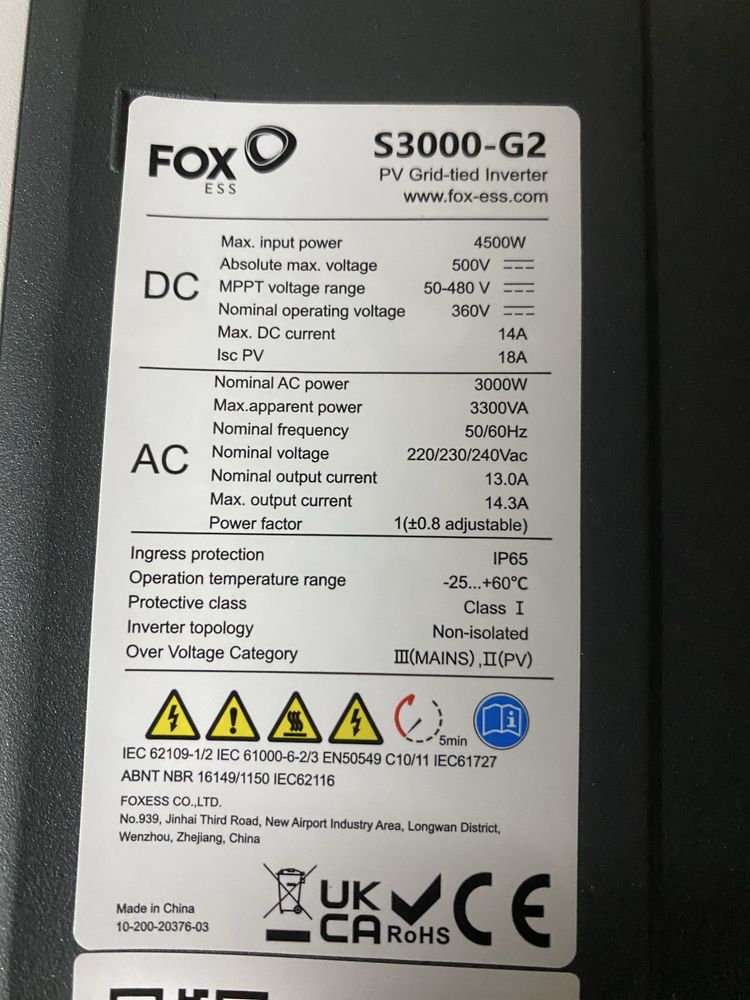 FOX
ESS
S3000-G2
PV Grid-tied Inverter
www.fox-ess.com
DC
Max. input power 4500W
Absolute max. voltage 500V
MPPT voltage range 50-480 V
Nominal operating voltage 360V
Max. DC current 14A
Isc PV 18A
AC
Nominal AC power 3000W
Max.apparent power 3300VA
Nominal frequency 50/60Hz
Nominal voltage 220/230/240Vac
Nominal output current 13.0A
Max. output current 14.3A
Power factor 1(±0.8 adjustable)
Ingress protection IP65
Operation temperature range -25...+60℃
Protective class Class I
Inverter topology Non-isolated
Over Voltage Category III(MAINS) ,II(PV)
5min
IEC 62109-1/2 IEC 61000-6-2/3 EN50549 C10/11 IEC61727
ABNT NBR 16149/1150 IEC62116
FOXESS CO.,LTD.
No.939, Jinhai Third Road, New Airport Industry Area, Longwan District,
Wenzhou, Zhejiang, China
Made in China
10-200-20376-03
UK
CA
RoHS
CE